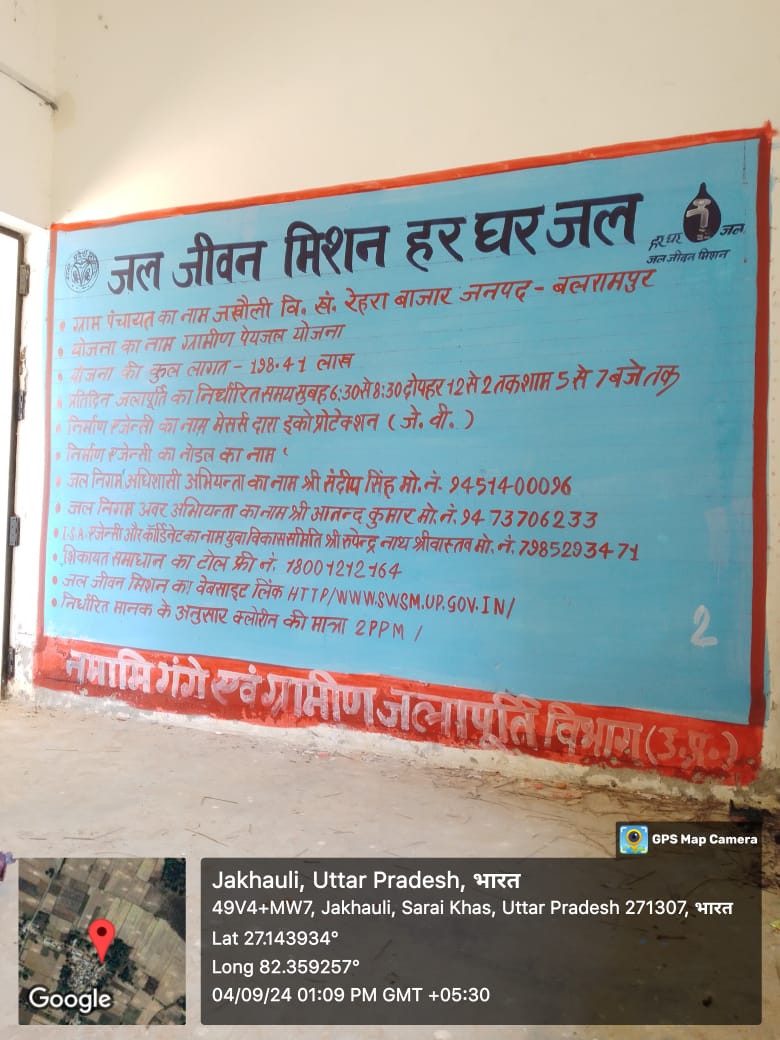 जल जीवन मिशन हर घर जल
हर घर जल
जल जीवन मिशन
• ग्राम पंचायत का नाम जखौली वि. खं. रेहरा बाजार जनपद - बलरामपुर
• योजना का नाम ग्रामीण पेयजल योजना
• योजना की कुल लागत - 198.41 लाख
• प्रतिदिन जलापूर्ति का निर्धारित समय सुबह 6:30 से 8:30 दोपहर 12 से 2 तक शाम 5 से 7 बजे तक
• निर्माण एजेन्सी का नाम मेसर्स दारा इको प्रोटेक्शन ( जे. वी. )
• निर्माण एजेन्सी का नोडल का नाम
• जल निगम अधिशासी अभियन्ता का नाम श्री संदीप सिंह मो. नं. 9451400096
• जल निगम अवर अभियन्ता का नाम श्री आनन्द कुमार मो. नं. 9473706233
• I.S.A. एजेन्सी और कॉर्डिनेट का नाम युवा विकास समिति श्री रुपेन्द्र नाथ श्रीवास्तव मो. नं. 7985293471
• शिकायत समाधान का टोल फ्री नं. 18001212164
• जल जीवन मिशन का वेबसाइट लिंक HTTP/WWW.SWSM.UP.GOV.IN/
• निर्धारित मानक के अनुसार क्लोरीन की मात्रा 2PPM /
2
नमामि गंगे एवं ग्रामीण जलापूर्ति विभाग (उ.प्र.)
GPS Map Camera
Jakhauli, Uttar Pradesh, भारत
49V4+MW7, Jakhauli, Sarai Khas, Uttar Pradesh 271307, भारत
Lat 27.143934°
Long 82.359257°
04/09/24 01:09 PM GMT +05:30
Google